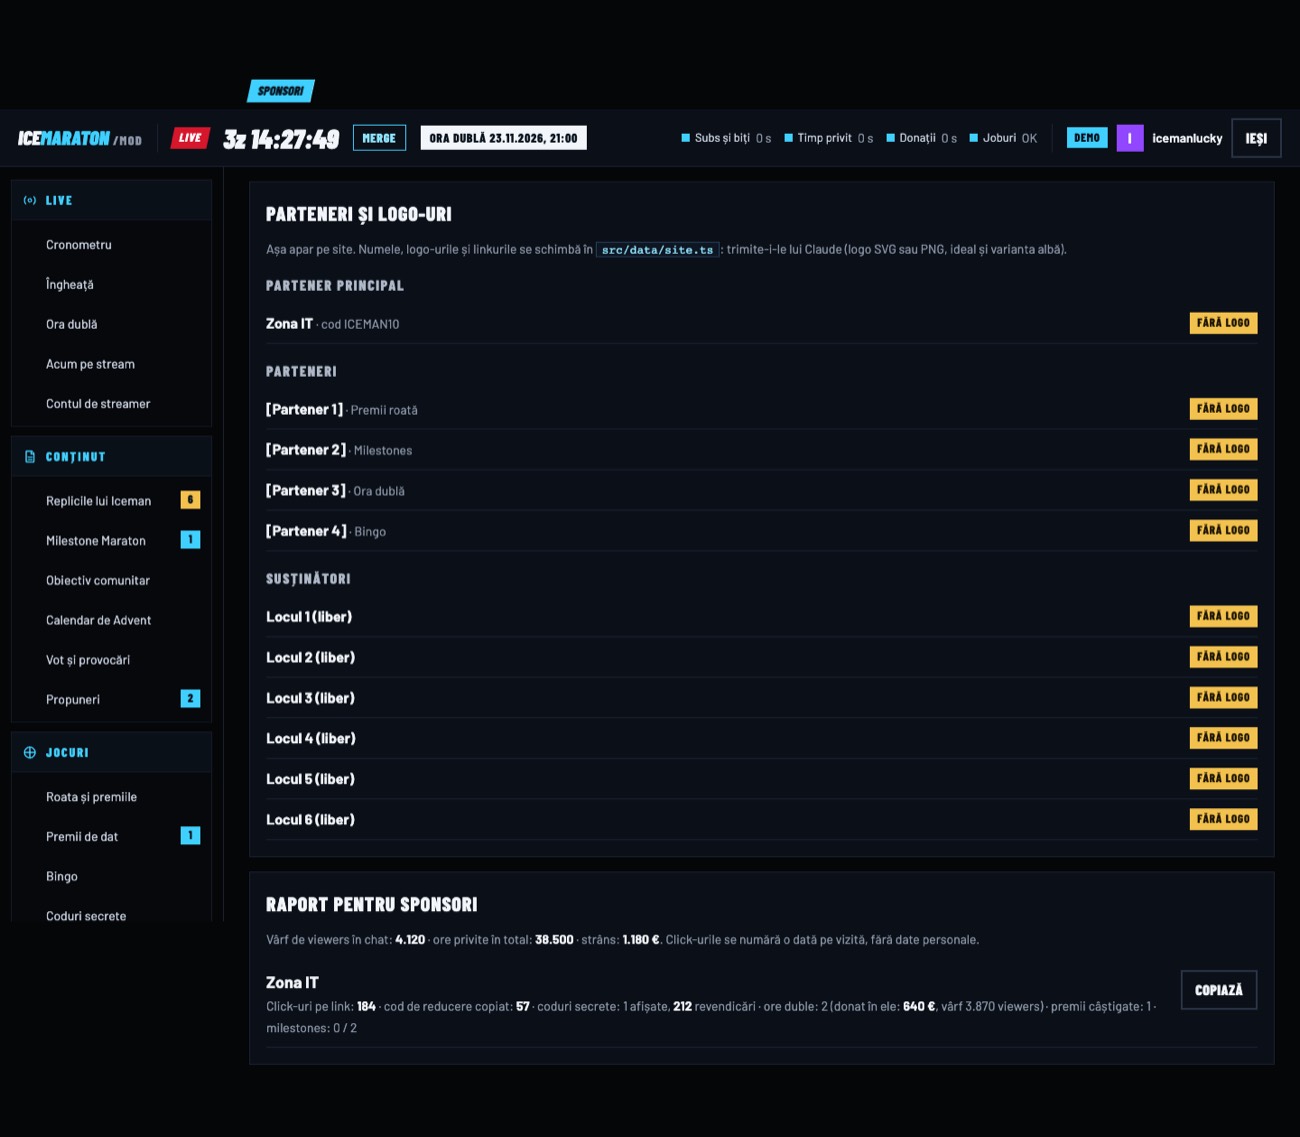 SPONSORI
ICEMARATON /MOD
LIVE
3z 14:27:49
MERGE
ORA DUBLĂ 23.11.2026, 21:00
Subs și biți 0 s
Timp privit 0 s
Donații 0 s
Joburi OK
DEMO
I
icemanlucky
IEȘI
LIVE
Cronometru
Îngheață
Ora dublă
Acum pe stream
Contul de streamer
CONȚINUT
Replicile lui Iceman 6
Milestone Maraton 1
Obiectiv comunitar
Calendar de Advent
Vot și provocări
Propuneri 2
JOCURI
Roata și premiile
Premii de dat 1
Bingo
Coduri secrete
PARTENERI ȘI LOGO-URI
Așa apar pe site. Numele, logo-urile și linkurile se schimbă în src/data/site.ts : trimite-i-le lui Claude (logo SVG sau PNG, ideal și varianta albă).
PARTENER PRINCIPAL
Zona IT · cod ICEMAN10 FĂRĂ LOGO
PARTENERI
[Partener 1] · Premii roată FĂRĂ LOGO
[Partener 2] · Milestones FĂRĂ LOGO
[Partener 3] · Ora dublă FĂRĂ LOGO
[Partener 4] · Bingo FĂRĂ LOGO
SUSȚINĂTORI
Locul 1 (liber) FĂRĂ LOGO
Locul 2 (liber) FĂRĂ LOGO
Locul 3 (liber) FĂRĂ LOGO
Locul 4 (liber) FĂRĂ LOGO
Locul 5 (liber) FĂRĂ LOGO
Locul 6 (liber) FĂRĂ LOGO
RAPORT PENTRU SPONSORI
Vârf de viewers în chat: 4.120 · ore privite în total: 38.500 · strâns: 1.180 €. Click-urile se numără o dată pe vizită, fără date personale.
Zona IT
COPIAZĂ
Click-uri pe link: 184 · cod de reducere copiat: 57 · coduri secrete: 1 afișate, 212 revendicări · ore duble: 2 (donat în ele: 640 €, vârf 3.870 viewers) · premii câștigate: 1 ·
milestones: 0 / 2